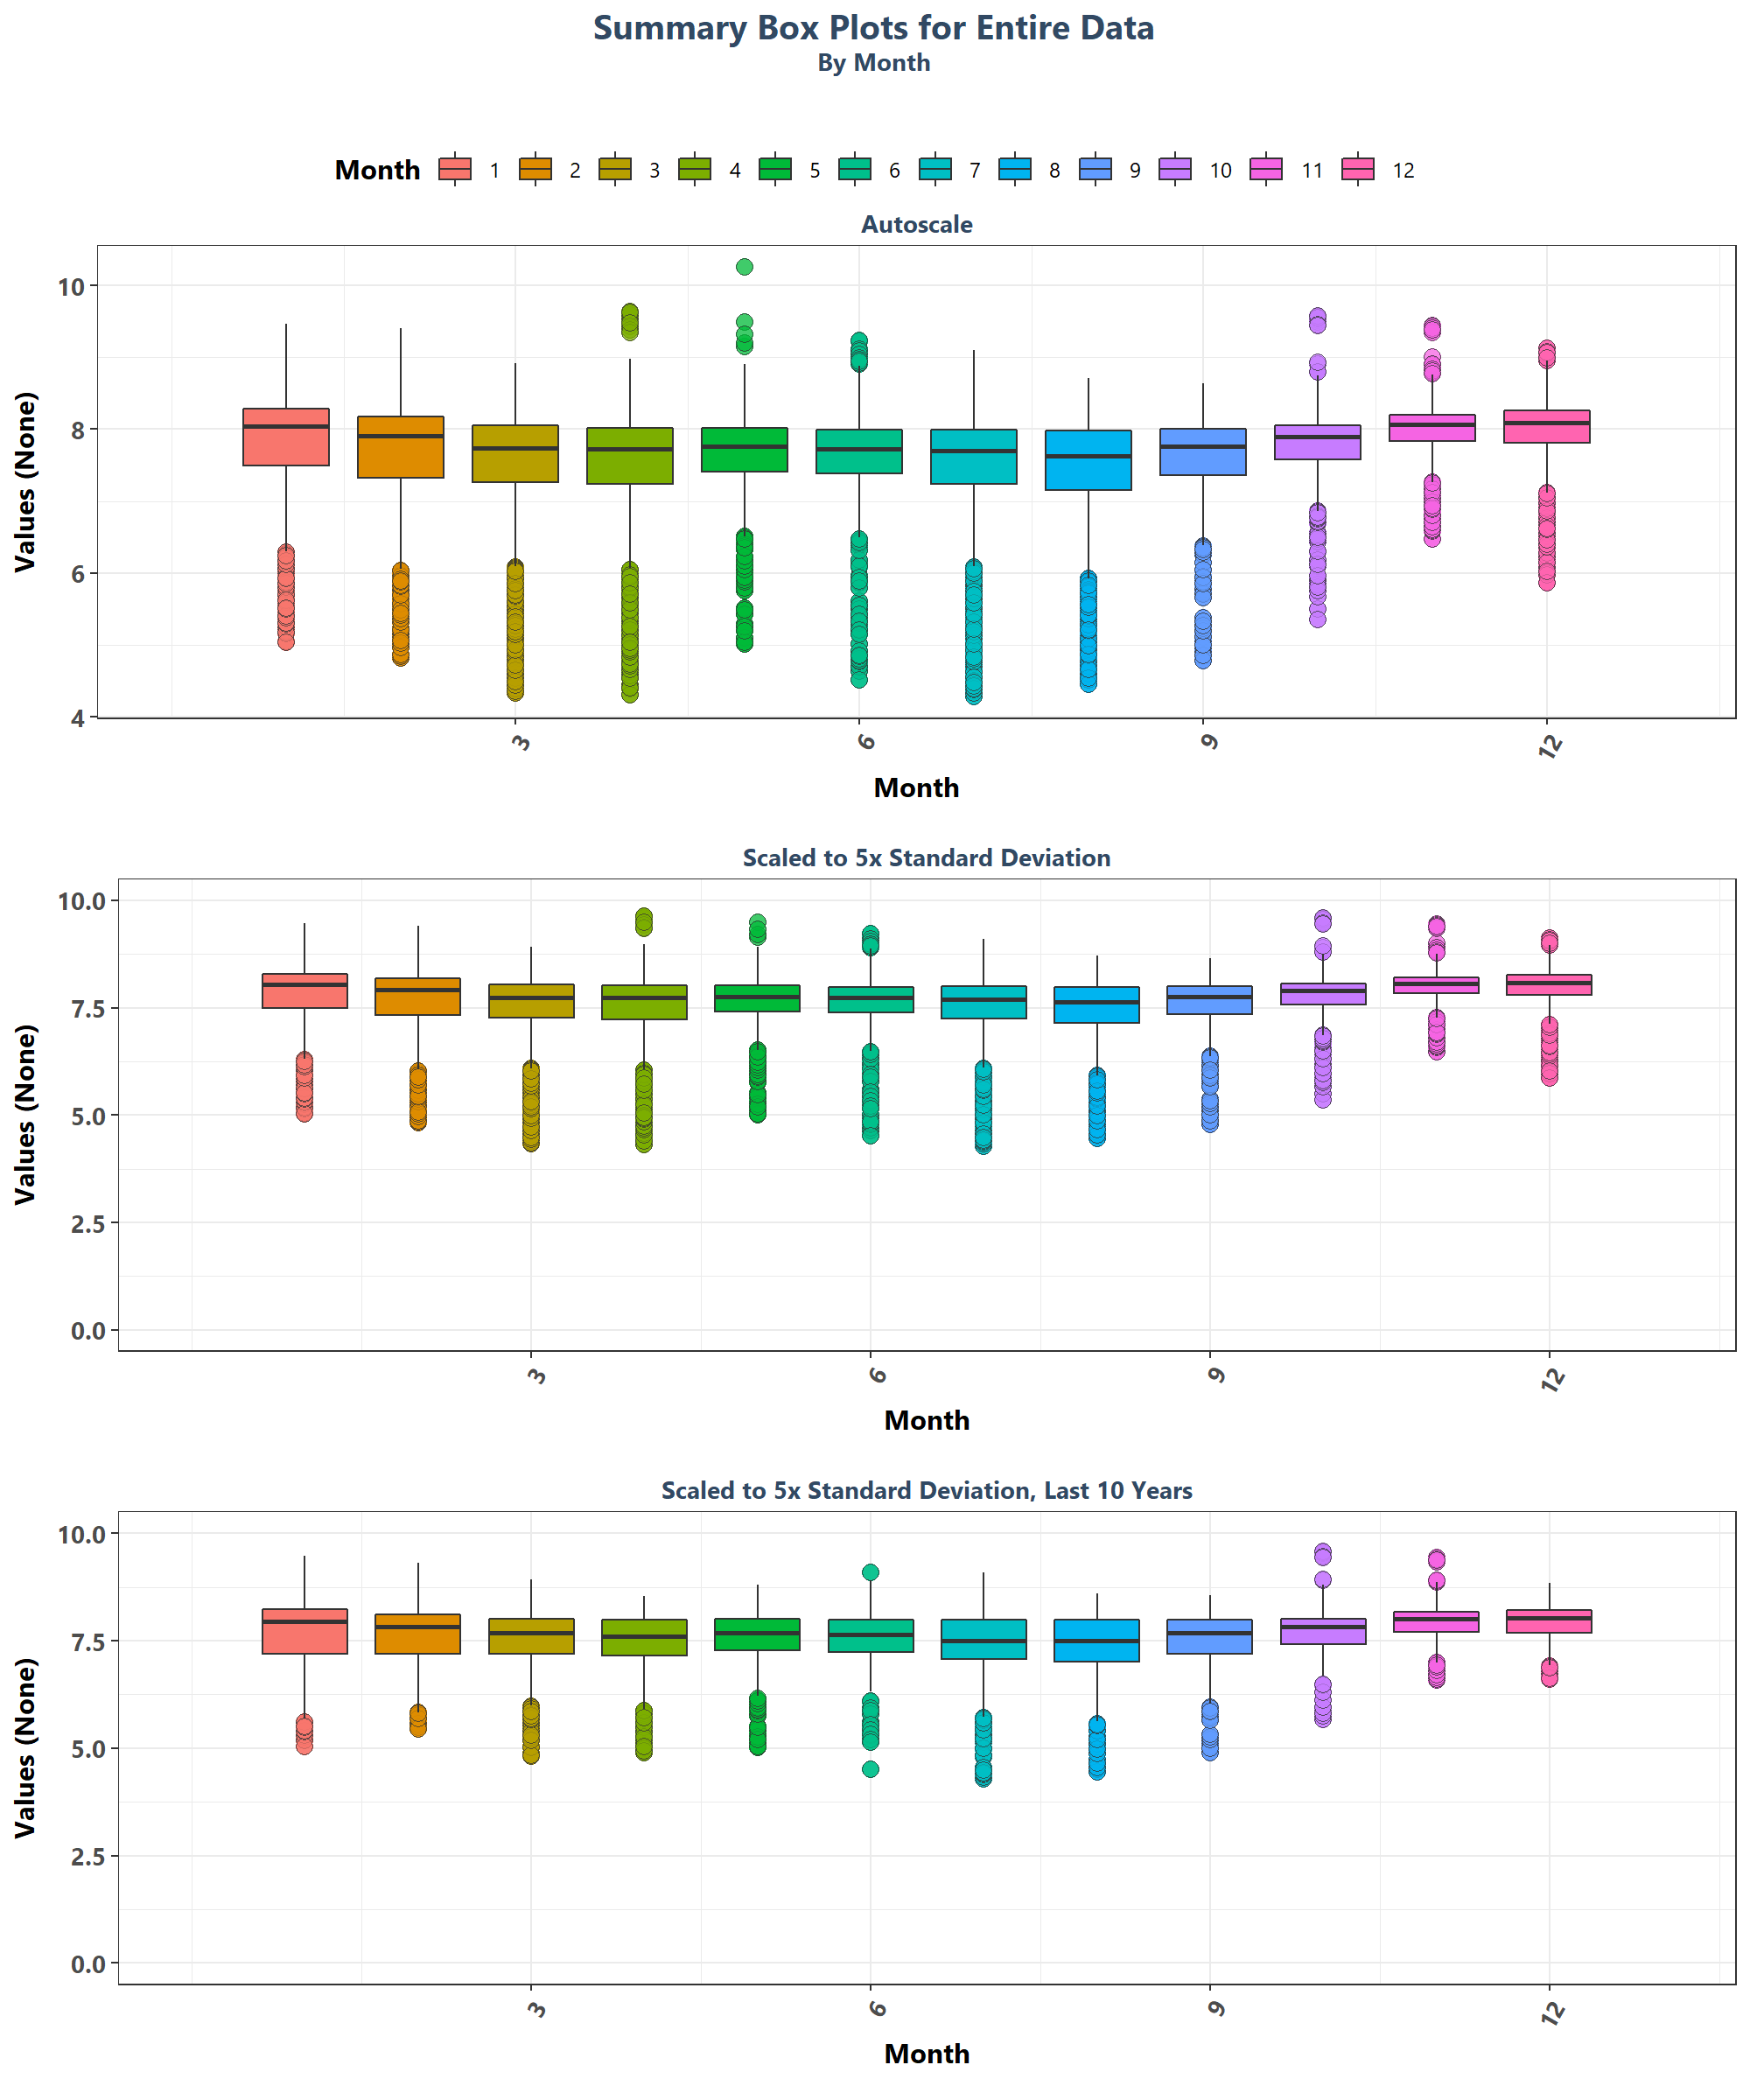 Summary Box Plots for Entire Data
By Month
Month 1 2 3 4 5 6 7 8 9 10 11 12
Autoscale
Values (None)
10
8
6
4
3 6 9 12
Month
Scaled to 5x Standard Deviation
Values (None)
10.0
7.5
5.0
2.5
0.0
3 6 9 12
Month
Scaled to 5x Standard Deviation, Last 10 Years
Values (None)
10.0
7.5
5.0
2.5
0.0
3 6 9 12
Month